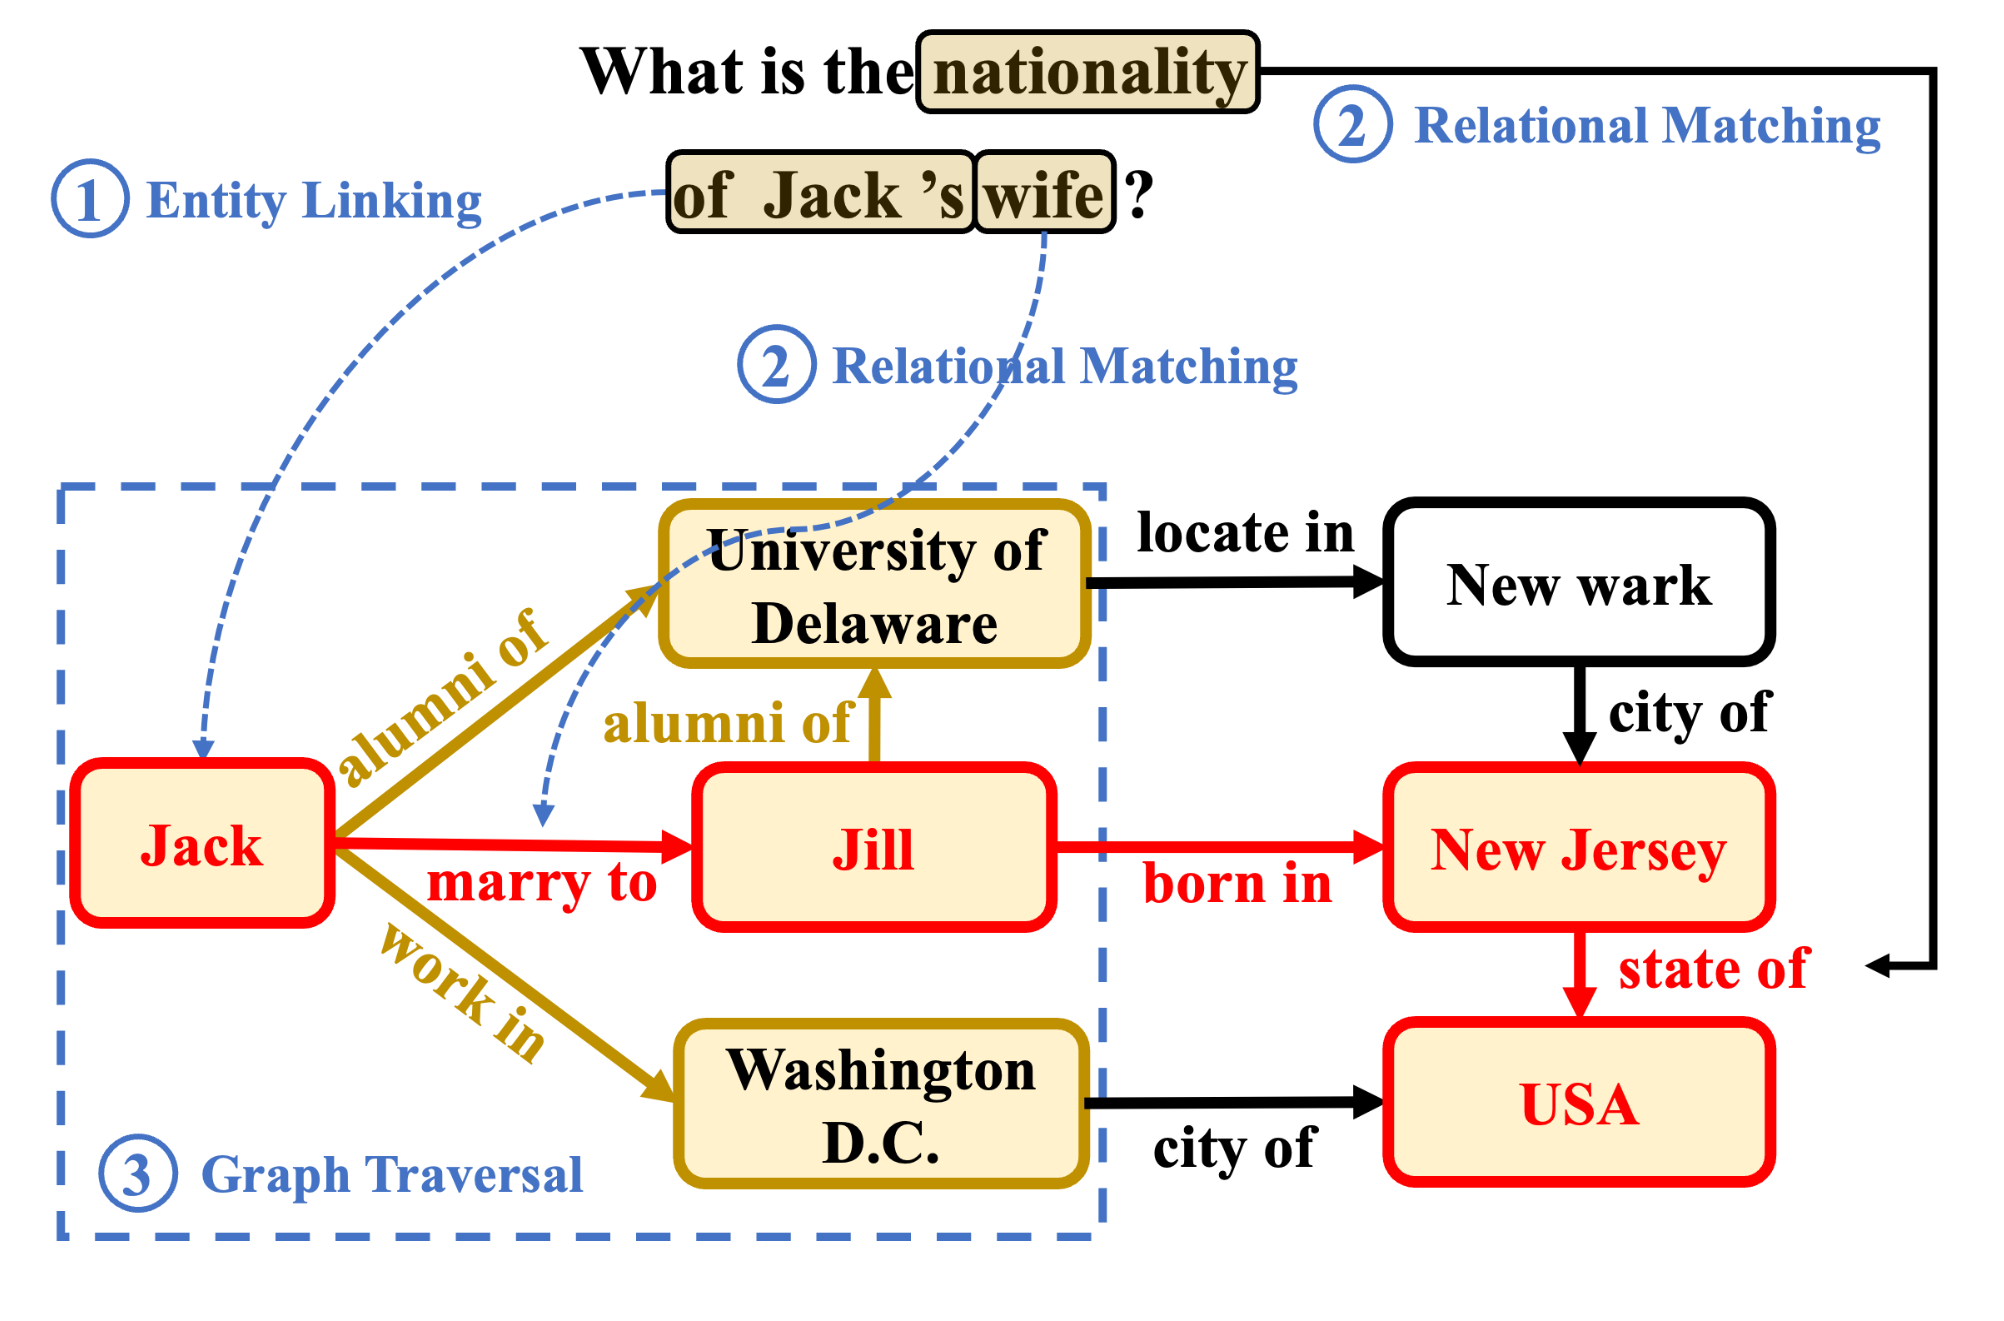 What is the nationality
② Relational Matching
① Entity Linking
of Jack 's wife ?
② Relational Matching
University of
Delaware
locate in
New wark
alumni of
alumni of
city of
Jack
marry to
Jill
born in
New Jersey
work in
state of
Washington
D.C.
city of
USA
③ Graph Traversal